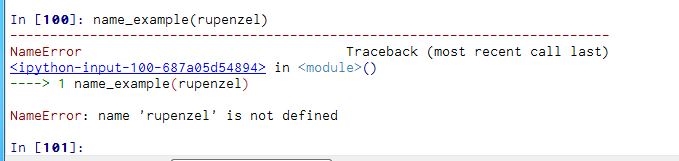 In [100]: name_example(rupenzel)
---------------------------------------------------------------------------
NameError                                 Traceback (most recent call last)
<ipython-input-100-687a05d54894> in <module>()
----> 1 name_example(rupenzel)

NameError: name 'rupenzel' is not defined

In [101]: